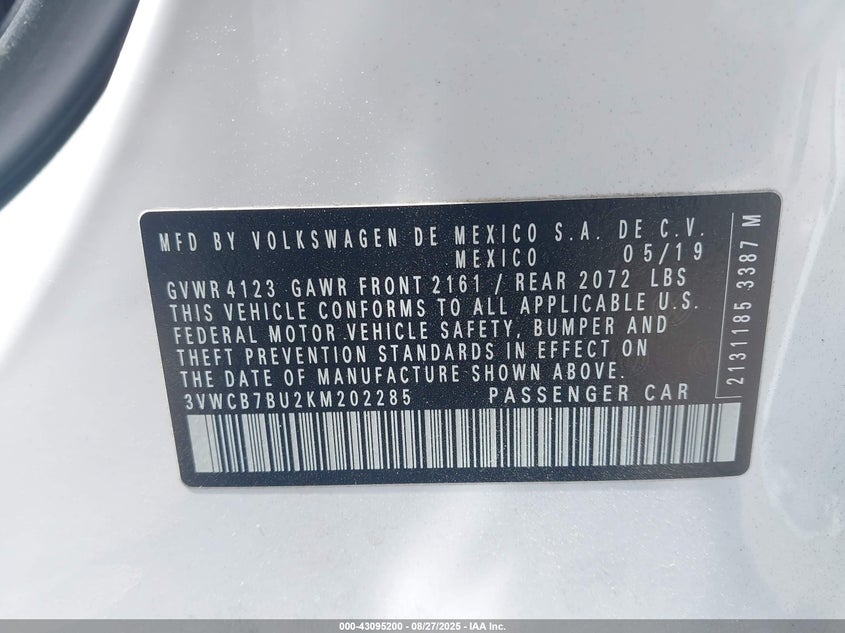 MFD BY VOLKSWAGEN DE MEXICO S.A. DE C.V.
MEXICO 05/19
GVWR 4123 GAWR FRONT 2161 / REAR 2072 LBS
THIS VEHICLE CONFORMS TO ALL APPLICABLE U.S.
FEDERAL MOTOR VEHICLE SAFETY, BUMPER AND
THEFT PREVENTION STANDARDS IN EFFECT ON
THE DATE OF MANUFACTURE SHOWN ABOVE.
3VWCB7BU2KM202285 PASSENGER CAR
2131185 3387 M
000-43095200 - 08/27/2025 - IAA Inc.